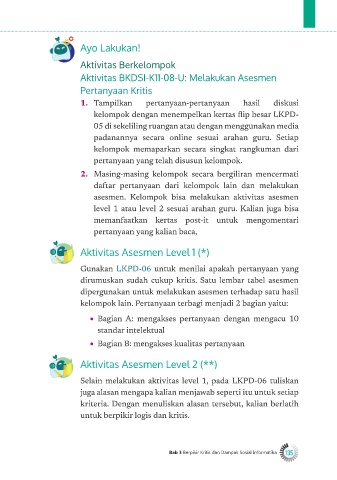 Ayo Lakukan!
Aktivitas Berkelompok
Aktivitas BKDSI-K11-08-U: Melakukan Asesmen
Pertanyaan Kritis
1. Tampilkan pertanyaan-pertanyaan hasil diskusi
kelompok dengan menempelkan kertas flip besar LKPD-
05 di sekeliling ruangan atau dengan menggunakan media
padanannya secara online sesuai arahan guru. Setiap
kelompok memaparkan secara singkat rangkuman dari
pertanyaan yang telah disusun kelompok.
2. Masing-masing kelompok secara bergiliran mencermati
daftar pertanyaan dari kelompok lain dan melakukan
asesmen. Kelompok bisa melakukan aktivitas asesmen
level 1 atau level 2 sesuai arahan guru. Kalian juga bisa
memanfaatkan kertas post-it untuk mengomentari
pertanyaan yang kalian baca,
Aktivitas Asesmen Level 1 (*)
Gunakan LKPD-06 untuk menilai apakah pertanyaan yang
dirumuskan sudah cukup kritis. Satu lembar tabel asesmen
dipergunakan untuk melakukan asesmen terhadap satu hasil
kelompok lain. Pertanyaan terbagi menjadi 2 bagian yaitu:
• Bagian A: mengakses pertanyaan dengan mengacu 10
standar intelektual
• Bagian B: mengakses kualitas pertanyaan
Aktivitas Asesmen Level 2 (**)
Selain melakukan aktivitas level 1, pada LKPD-06 tuliskan
juga alasan mengapa kalian menjawab seperti itu untuk setiap
kriteria. Dengan menuliskan alasan tersebut, kalian berlatih
untuk berpikir logis dan kritis.
Bab 3 Berpikir Kritis dan Dampak Sosial Informatika 135